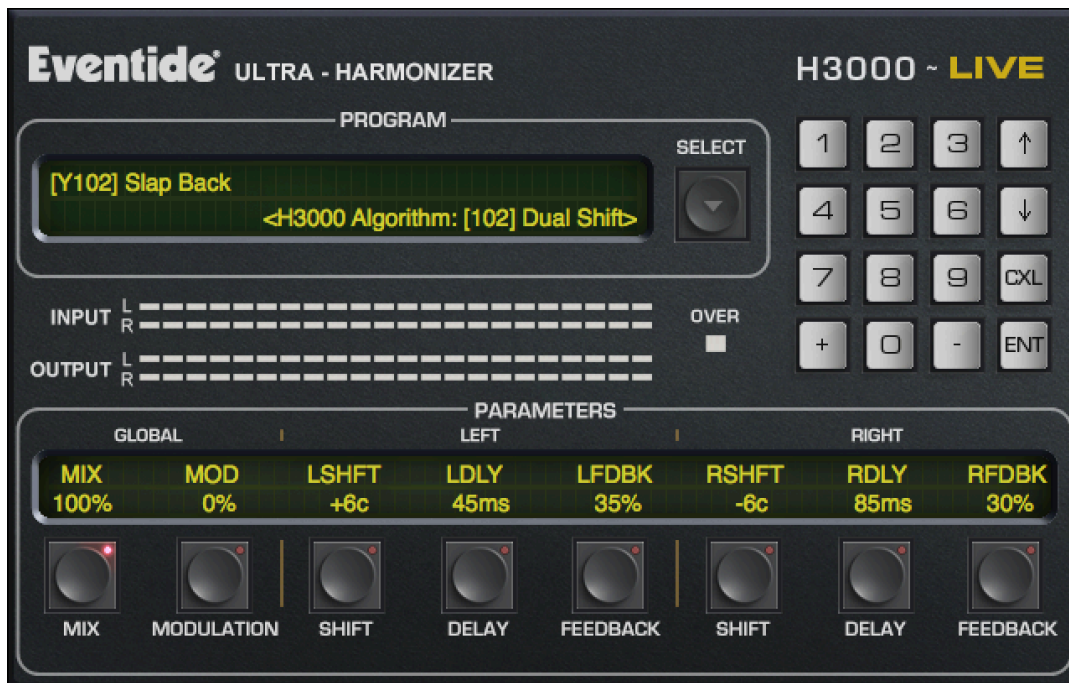 Eventide® ULTRA - HARMONIZER
H3000 ~ LIVE
PROGRAM
[Y102] Slap Back
<H3000 Algorithm: [102] Dual Shift>
SELECT
1 2 3 ↑
4 5 6 ↓
7 8 9 CXL
+ 0 - ENT
INPUT L
R
OVER
OUTPUT L
R
PARAMETERS
GLOBAL LEFT RIGHT
MIX MOD LSHFT LDLY LFDBK RSHFT RDLY RFDBK
100% 0% +6c 45ms 35% -6c 85ms 30%
MIX MODULATION SHIFT DELAY FEEDBACK SHIFT DELAY FEEDBACK